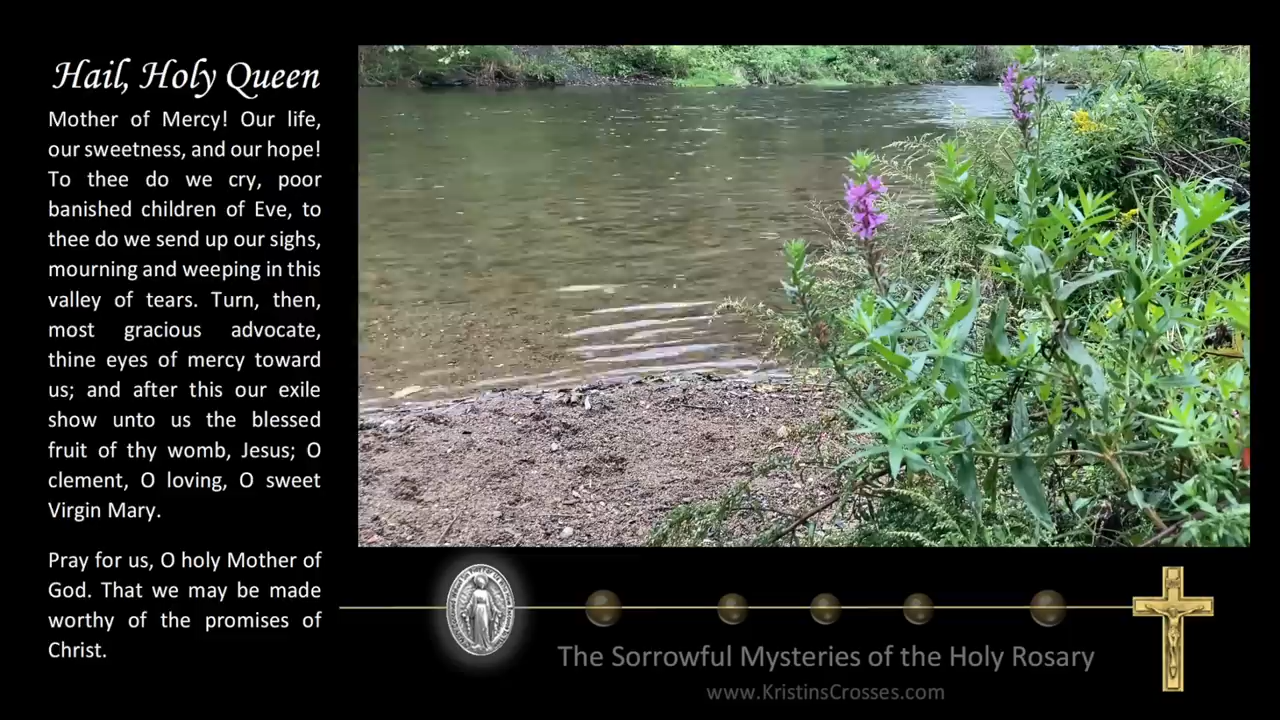 Hail, Holy Queen
Mother of Mercy! Our life,
our sweetness, and our hope!
To thee do we cry, poor
banished children of Eve, to
thee do we send up our sighs,
mourning and weeping in this
valley of tears. Turn, then,
most gracious advocate,
thine eyes of mercy toward
us; and after this our exile
show unto us the blessed
fruit of thy womb, Jesus; O
clement, O loving, O sweet
Virgin Mary.
Pray for us, O holy Mother of
God. That we may be made
worthy of the promises of
Christ.
The Sorrowful Mysteries of the Holy Rosary
www.KristinsCrosses.com